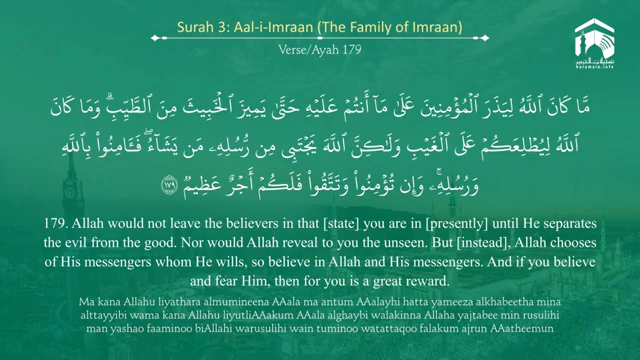 Surah 3: Aal-i-Imraan (The Family of Imraan)
Verse/Ayah 179
haramain.info
مَّا كَانَ ٱللَّهُ لِيَذَرَ ٱلْمُؤْمِنِينَ عَلَىٰ مَآ أَنتُمْ عَلَيْهِ حَتَّىٰ يَمِيزَ ٱلْخَبِيثَ مِنَ ٱلطَّيِّبِ ۗ وَمَا كَانَ
ٱللَّهُ لِيُطْلِعَكُمْ عَلَى ٱلْغَيْبِ وَلَـٰكِنَّ ٱللَّهَ يَجْتَبِى مِن رُّسُلِهِۦ مَن يَشَآءُ ۖ فَـَٔامِنُوا۟ بِٱللَّهِ
وَرُسُلِهِۦ ۚ وَإِن تُؤْمِنُوا۟ وَتَتَّقُوا۟ فَلَكُمْ أَجْرٌ عَظِيمٌ ١٧٩
179. Allah would not leave the believers in that [state] you are in [presently] until He separates
the evil from the good. Nor would Allah reveal to you the unseen. But [instead], Allah chooses
of His messengers whom He wills, so believe in Allah and His messengers. And if you believe
and fear Him, then for you is a great reward.
Ma kana Allahu liyathara almumineena AAala ma antum AAalayhi hatta yameeza alkhabeetha mina
alttayyibi wama kana Allahu liyutliAAakum AAala alghaybi walakinna Allaha yajtabee min rusulihi
man yashao faaminoo biAllahi warusulihi wain tuminoo watattaqoo falakum ajrun AAatheemun